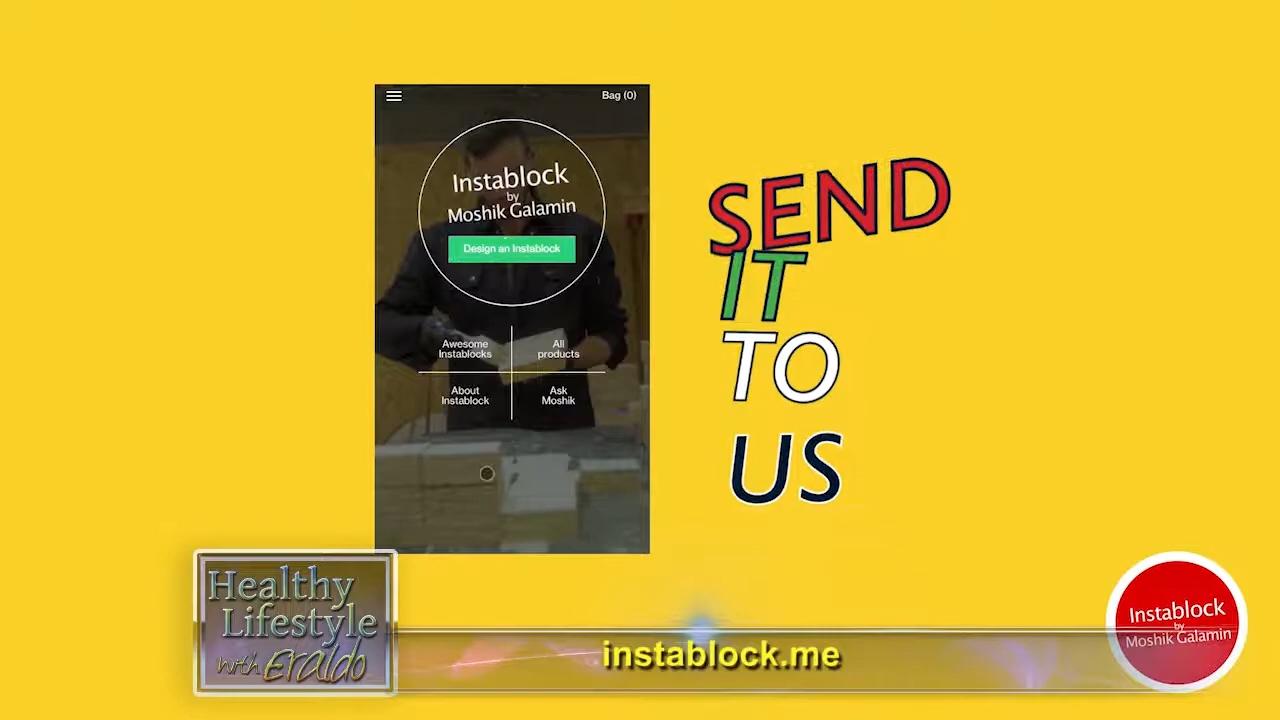 Bag (0)
Instablock
by
Moshik Galamin
Design an Instablock
Awesome
Instablocks
All
products
About
Instablock
Ask
Moshik
SEND
IT
TO
US
Healthy
Lifestyle
with Eraldo
instablock.me
Instablock
by
Moshik Galamin